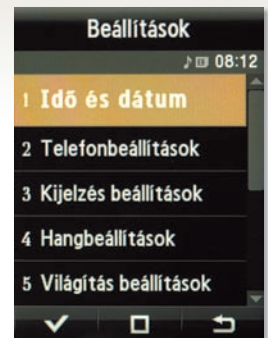 Beállítások
08:12
1 Idő és dátum
2 Telefonbeállítások
3 Kijelzés beállítások
4 Hangbeállítások
5 Világítás beállítások